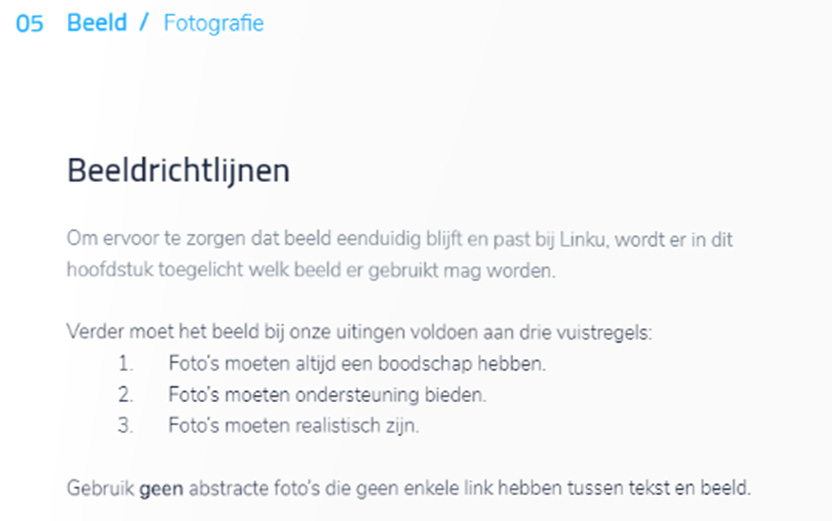 05 Beeld / Fotografie
Beeldrichtlijnen
Om ervoor te zorgen dat beeld eenduidig blijft en past bij Linku, wordt er in dit
hoofdstuk toegelicht welk beeld er gebruikt mag worden.
Verder moet het beeld bij onze uitingen voldoen aan drie vuistregels:
1. Foto's moeten altijd een boodschap hebben.
2. Foto's moeten ondersteuning bieden.
3. Foto's moeten realistisch zijn.
Gebruik geen abstracte foto's die geen enkele link hebben tussen tekst en beeld.